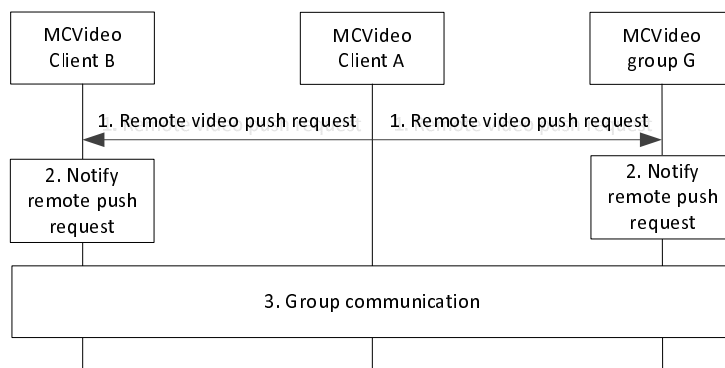 MCVideo
Client B
MCVideo
Client A
MCVideo
group G
1. Remote video push request
1. Remote video push request
2. Notify
remote push
request
2. Notify
remote push
request
3. Group communication